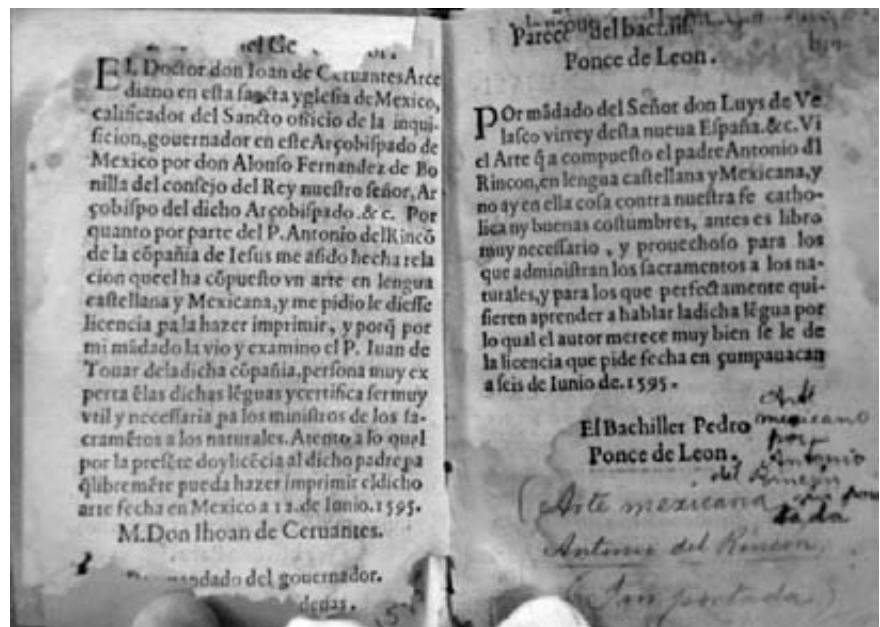 el Ge
EL Doctor don Ioan de Ceruantes Arce
diano en esta sancta yglesia de Mexico,
calificador del Sancto officio de la inqui-
sicion, gouernador en este Arçobispado de
Mexico por don Alonso Fernandez de Bo
nilla del consejo del Rey nuestro señor, Ar
çobispo del dicho Arçobispado.&c. Por
quanto por parte del P. Antonio del Rincõ
de la cõpañia de Iesus me a sido hecha rela
cion que el ha cõpuesto vn arte en lengua
castellana y Mexicana, y me pidio le diesse
licencia pa la hazer imprimir, y porq̃ por
mi mãdado la vio y examino el P. Iuan de
Touar de la dicha cõpañia, persona muy ex
perta ẽ las dichas lẽguas y certifica ser muy
vtil y necessaria pa los ministros de los sa-
cramẽtos a los naturales. Atento a lo qual
por la presẽte doy licẽcia al dicho padre pa
q̃ libremẽte pueda hazer imprimir el dicho
arte fecha en Mexico a 12. de Iunio. 1595.
M. Don Ihoan de Ceruantes.
mandado del gouernador.
Parece del bachill.
Ponce de Leon.
POr mãdado del Señor don Luys de Ve
lasco virrey desta nueua España.&c. Vi
el Arte q̃ a compuesto el padre Antonio dl
Rincon, en lengua castellana y Mexicana, y
no ay en ella cosa contra nuestra fe catho-
lica ny buenas costumbres, antes es libro
muy necessario, y prouechoso para los
que administran los sacramentos a los na-
turales, y para los que perfectamente qui-
sieren aprender a hablar la dicha lẽgua por
lo qual el autor merece muy bien se le de
la licencia que pide fecha en çumpauacan
a seis de Iunio de. 1595.
El Bachiller Pedro
Ponce de Leon.
Arte
mexicano
por
Antonio
del Rincon
sin por
tada
(Arte mexicana
Antonio del Rincon,
(Sin portada)